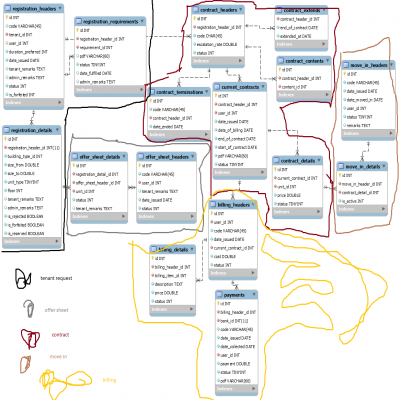 registration_headers
id INT
code VARCHAR(45)
tenant_id INT
user_id INT
duration_preferred INT
date_issued DATE
tenant_remarks TEXT
admin_remarks TEXT
status INT
is_forfeited INT
Indexes
registration_requirements
id INT
registration_header_id INT
requirement_id INT
pdf VARCHAR(80)
status TINYINT
date_fulfilled DATE
admin_remarks TEXT
Indexes
contract_headers
id INT
registration_header_id INT
code VARCHAR(45)
escalation_rate DOUBLE
status INT
Indexes
contract_extends
id INT
contract_header_id INT
end_of_contract DATE
extended_at DATE
Indexes
contract_contents
id INT
contract_header_id INT
content_id INT
Indexes
move_in_headers
id INT
code VARCHAR(45)
date_issued DATE
date_moved_in DATE
user_id INT
status TINYINT
remarks TEXT
Indexes
contract_terminations
id INT
code VARCHAR(45)
contract_header_id INT
date_ended DATE
Indexes
current_contracts
id INT
contract_header_id INT
user_id INT
date_issued DATE
date_of_billing DATE
end_of_contract DATE
start_of_contract DATE
pdf VARCHAR(80)
status TINYINT
Indexes
registration_details
id INT
registration_header_id INT(11)
building_type_id INT
size_from DOUBLE
size_to DOUBLE
unit_type TINYINT
floor INT
tenant_remarks TEXT
admin_remarks TEXT
is_rejected BOOLEAN
is_forfeited BOOLEAN
is_reserved BOOLEAN
Indexes
offer_sheet_details
id INT
registration_detail_id INT
offer_sheet_header_id INT
unit_id INT
status INT
tenant_remarks TEXT
Indexes
offer_sheet_headers
id INT
code VARCHAR(45)
user_id INT
tenant_remarks TEXT
date_issued DATE
status INT
Indexes
contract_details
id INT
current_contract_id INT
unit_id INT
price DOUBLE
status INT
Indexes
move_in_details
id INT
move_in_header_id INT
contract_detail_id INT
is_active INT
Indexes
billing_headers
id INT
user_id INT
code VARCHAR(45)
date_issued DATE
current_contract_id INT
cost DOUBLE
status INT
Indexes
billing_details
id INT
billing_header_id INT
billing_item_id INT
description TEXT
price DOUBLE
status INT
Indexes
payments
id INT
billing_header_id INT
bank_id INT(11)
code VARCHAR(45)
date_issued DATE
date_collected DATE
user_id INT
payment DOUBLE
status TINYINT
pdf VARCHAR(80)
tenant request
offer sheet
contract
move in
billing